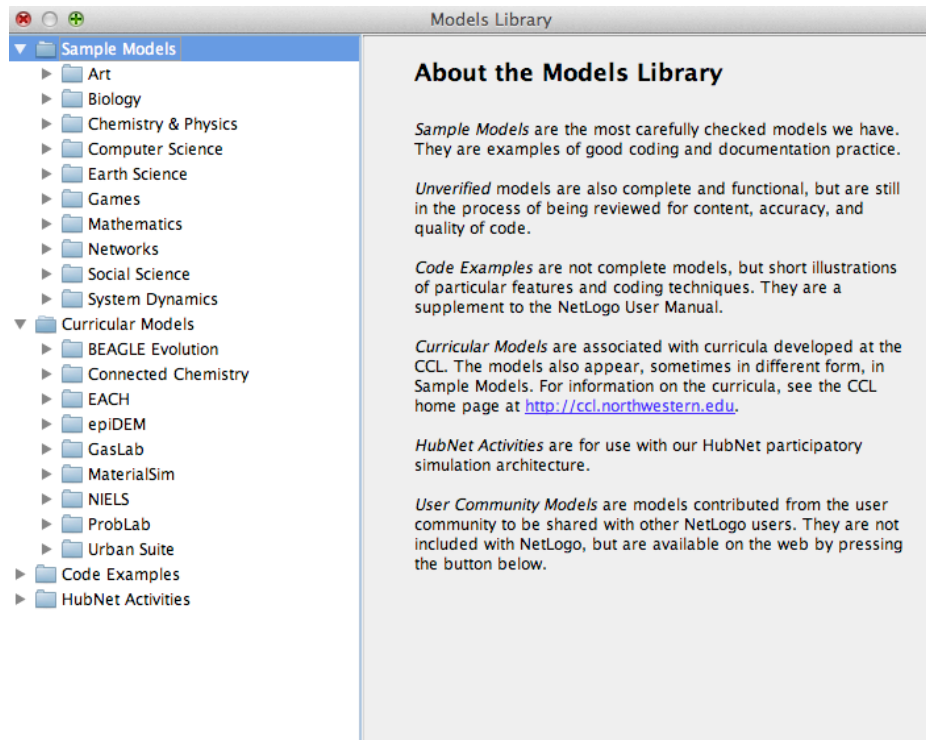 Models Library
Sample Models
Art
Biology
Chemistry & Physics
Computer Science
Earth Science
Games
Mathematics
Networks
Social Science
System Dynamics
Curricular Models
BEAGLE Evolution
Connected Chemistry
EACH
epiDEM
GasLab
MaterialSim
NIELS
ProbLab
Urban Suite
Code Examples
HubNet Activities
About the Models Library
Sample Models are the most carefully checked models we have.
They are examples of good coding and documentation practice.
Unverified models are also complete and functional, but are still
in the process of being reviewed for content, accuracy, and
quality of code.
Code Examples are not complete models, but short illustrations
of particular features and coding techniques. They are a
supplement to the NetLogo User Manual.
Curricular Models are associated with curricula developed at the
CCL. The models also appear, sometimes in different form, in
Sample Models. For information on the curricula, see the CCL
home page at http://ccl.northwestern.edu.
HubNet Activities are for use with our HubNet participatory
simulation architecture.
User Community Models are models contributed from the user
community to be shared with other NetLogo users. They are not
included with NetLogo, but are available on the web by pressing
the button below.